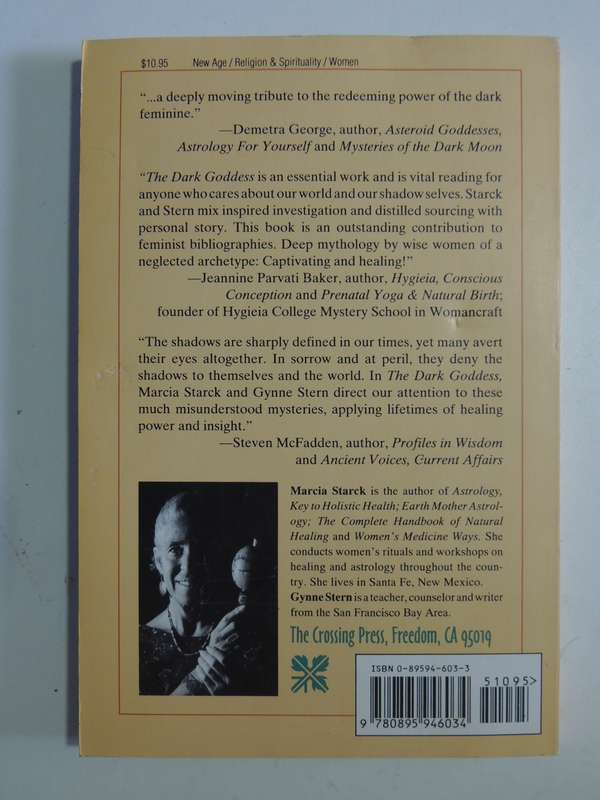 $10.95 New Age / Religion & Spirituality / Women
“...a deeply moving tribute to the redeeming power of the dark
feminine.”
—Demetra George, author, Asteroid Goddesses,
Astrology For Yourself and Mysteries of the Dark Moon
“The Dark Goddess is an essential work and is vital reading for
anyone who cares about our world and our shadow selves. Starck
and Stern mix inspired investigation and distilled sourcing with
personal story. This book is an outstanding contribution to
feminist bibliographies. Deep mythology by wise women of a
neglected archetype: Captivating and healing!”
—Jeannine Parvati Baker, author, Hygieia, Conscious
Conception and Prenatal Yoga & Natural Birth;
founder of Hygieia College Mystery School in Womancraft
“The shadows are sharply defined in our times, yet many avert
their eyes altogether. In sorrow and at peril, they deny the
shadows to themselves and the world. In The Dark Goddess,
Marcia Starck and Gynne Stern direct our attention to these
much misunderstood mysteries, applying lifetimes of healing
power and insight.”
—Steven McFadden, author, Profiles in Wisdom
and Ancient Voices, Current Affairs
Marcia Starck is the author of Astrology,
Key to Holistic Health; Earth Mother Astrol-
ogy; The Complete Handbook of Natural
Healing and Women's Medicine Ways. She
conducts women's rituals and workshops on
healing and astrology throughout the coun-
try. She lives in Santa Fe, New Mexico.
Gynne Stern is a teacher, counselor and writer
from the San Francisco Bay Area.
The Crossing Press, Freedom, CA 95019
ISBN 0-89594-603-3
51095>
9 780895 946034